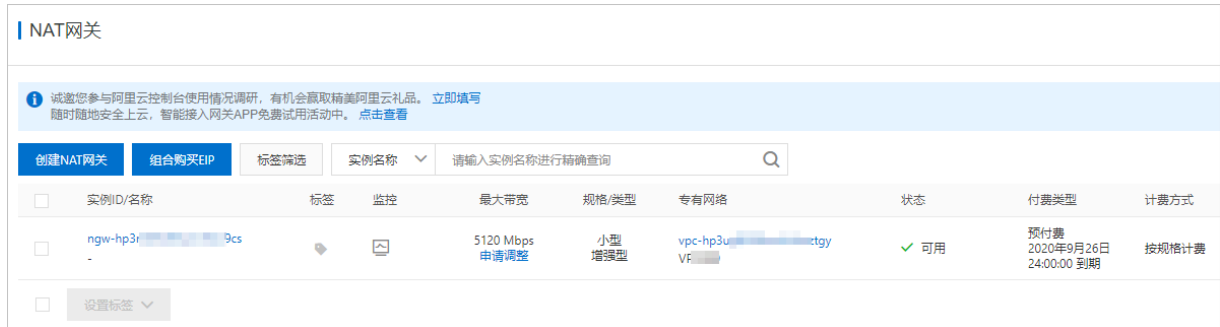 NAT网关
诚邀您参与阿里云控制台使用情况调研，有机会赢取精美阿里云礼品。 立即填写
随时随地安全上云，智能接入网关APP免费试用活动中。 点击查看
创建NAT网关 组合购买EIP 标签筛选 实例名称 请输入实例名称进行精确查询
实例ID/名称 标签 监控 最大带宽 规格/类型 专有网络 状态 付费类型 计费方式
ngw-hp3 9cs 5120 Mbps 小型 vpc-hp3u ztgy 可用 预付费 按规格计费
- 申请调整 增强型 2020年9月26日
24:00:00 到期
设置标签